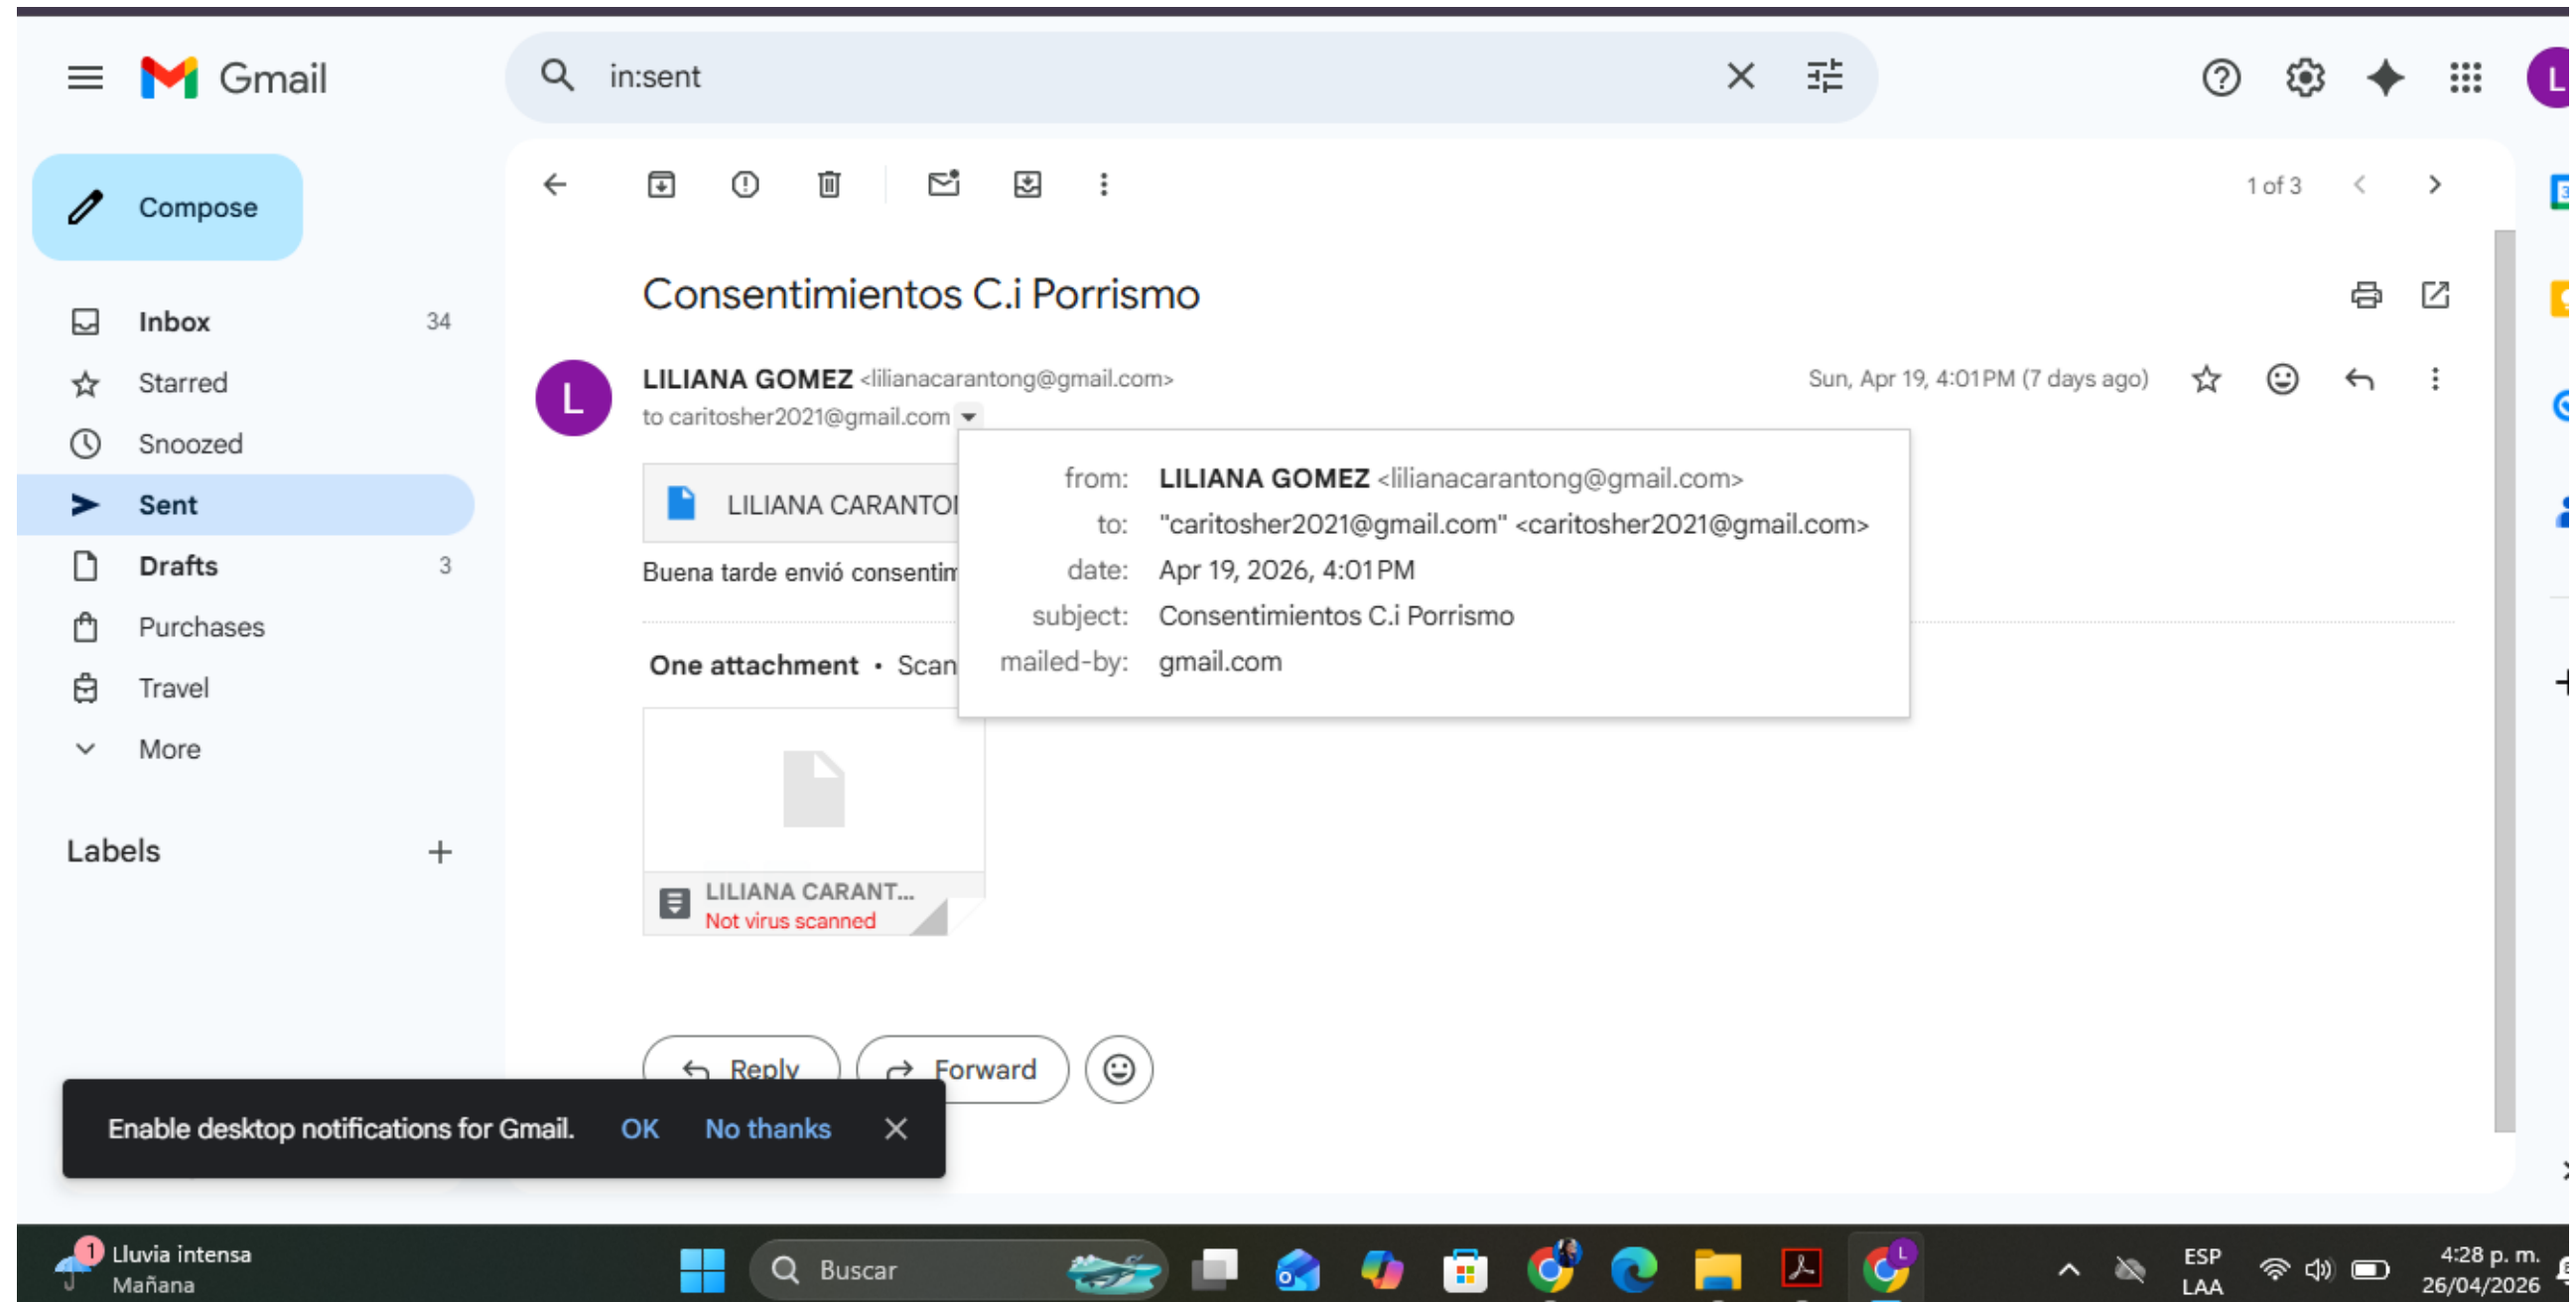 Gmail
in:sent
L
Compose
1 of 3
Consentimientos C.i Porrismo
Inbox 34
Starred
Snoozed
Sent
Drafts 3
Purchases
Travel
More
Labels
L
LILIANA GOMEZ <lilianacarantong@gmail.com>
Sun, Apr 19, 4:01 PM (7 days ago)
to caritosher2021@gmail.com
from: LILIANA GOMEZ <lilianacarantong@gmail.com>
to: "caritosher2021@gmail.com" <caritosher2021@gmail.com>
date: Apr 19, 2026, 4:01 PM
subject: Consentimientos C.i Porrismo
mailed-by: gmail.com
LILIANA
Buena tarde envió
One attachment • Scan
LILIANA CARANT...
Not virus scanned
Reply
Forward
Enable desktop notifications for Gmail. OK No thanks
1
Lluvia intensa
Mañana
Buscar
L
ESP
LAA
4:28 p. m.
26/04/2026